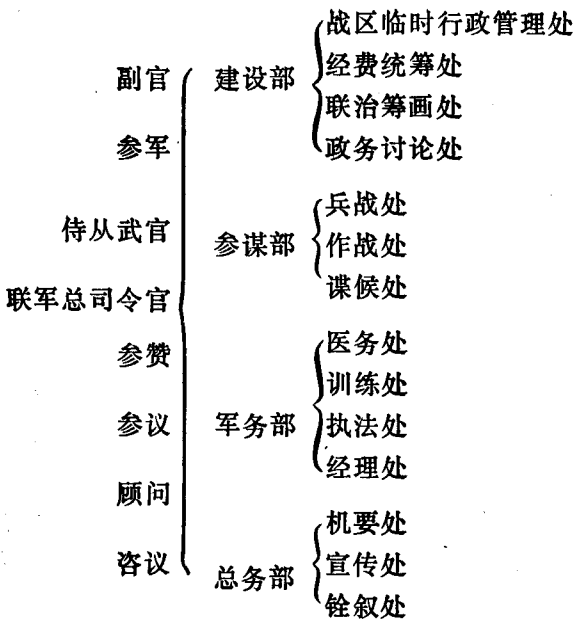 副官
参军
侍从武官
联军总司令官
参赞
参议
顾问
咨议
建设部
战区临时行政管理处
经费统筹处
联治筹画处
政务讨论处
参谋部
兵战处
作战处
谍候处
军务部
医务处
训练处
执法处
经理处
总务部
机要处
宣传处
铨叙处